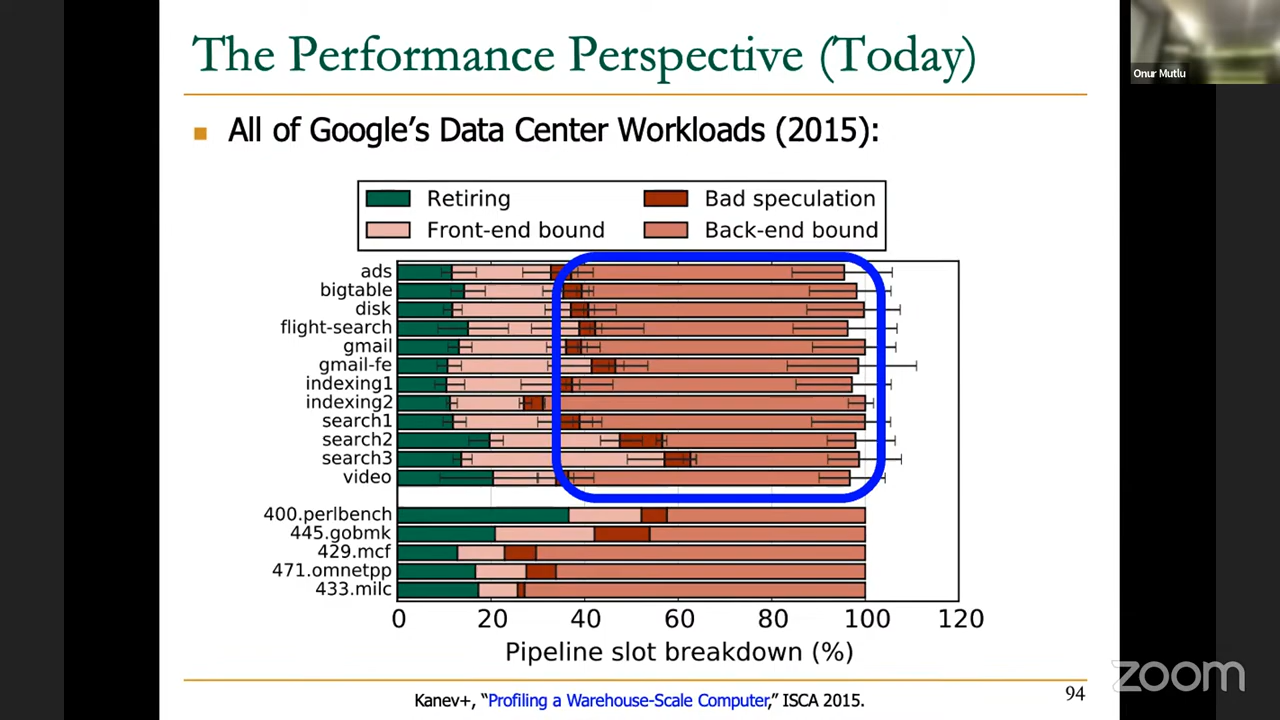 The Performance Perspective (Today)
Onur Mutlu
All of Google's Data Center Workloads (2015):
Retiring
Bad speculation
Front-end bound
Back-end bound
ads
bigtable
disk
flight-search
gmail
gmail-fe
indexing1
indexing2
search1
search2
search3
video
400.perlbench
445.gobmk
429.mcf
471.omnetpp
433.milc
0 20 40 60 80 100 120
Pipeline slot breakdown (%)
Kanev+, "Profiling a Warehouse-Scale Computer," ISCA 2015.
94
zoom